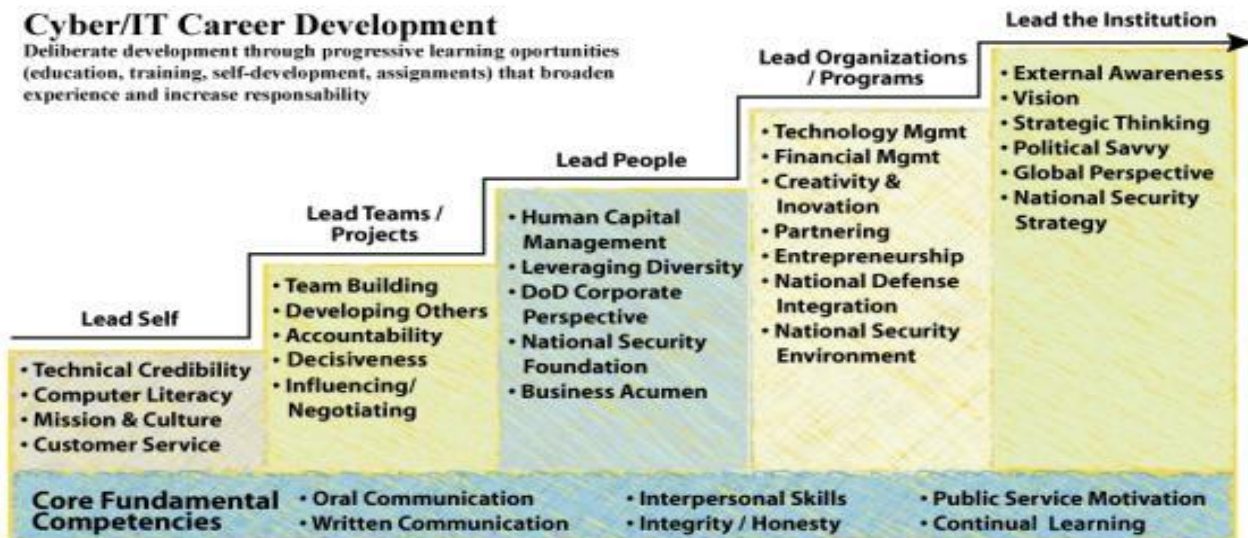 Cyber/IT Career Development
Deliberate development through progressive learning oportunities
(education, training, self-development, assignments) that broaden
experience and increase responsability
Lead Self
• Technical Credibility
• Computer Literacy
• Mission & Culture
• Customer Service
Lead Teams /
Projects
• Team Building
• Developing Others
• Accountability
• Decisiveness
• Influencing/
Negotiating
Lead People
• Human Capital
Management
• Leveraging Diversity
• DoD Corporate
Perspective
• National Security
Foundation
• Business Acumen
Lead Organizations
/ Programs
• Technology Mgmt
• Financial Mgmt
• Creativity &
Inovation
• Partnering
• Entrepreneurship
• National Defense
Integration
• National Security
Environment
Lead the Institution
• External Awareness
• Vision
• Strategic Thinking
• Political Savvy
• Global Perspective
• National Security
Strategy
Core Fundamental
Competencies
• Oral Communication
• Written Communication
• Interpersonal Skills
• Integrity / Honesty
• Public Service Motivation
• Continual Learning